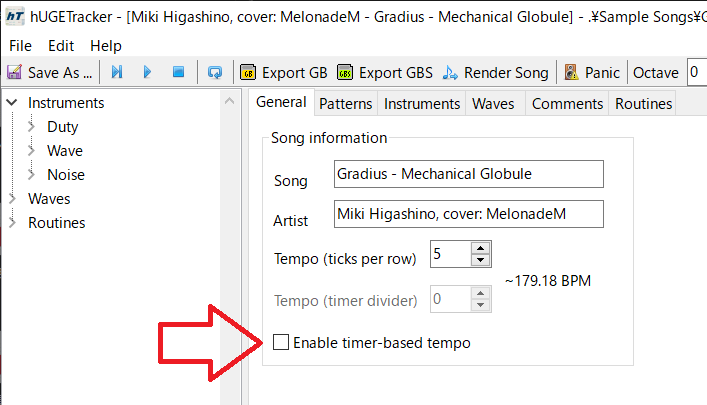 hT hUGETracker - [Miki Higashino, cover: MelonadeM - Gradius - Mechanical Globule] - .¥Sample Songs¥G
File Edit Help
Save As ... GB Export GB GBS Export GBS Render Song Panic Octave 0
Instruments
Duty
Wave
Noise
Waves
Routines
General Patterns Instruments Waves Comments Routines
Song information
Song Gradius - Mechanical Globule
Artist Miki Higashino, cover: MelonadeM
Tempo (ticks per row) 5
~179.18 BPM
Tempo (timer divider) 0
Enable timer-based tempo